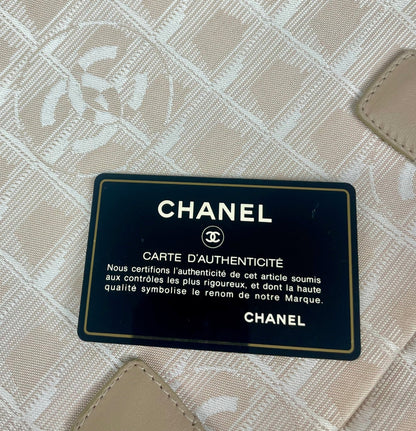 CHANEL
CARTE D'AUTHENTICITÉ
Nous certifions l'authenticité de cet article soumis
aux contrôles les plus rigoureux, et dont la haute
qualité symbolise le renom de notre Marque.
CHANEL